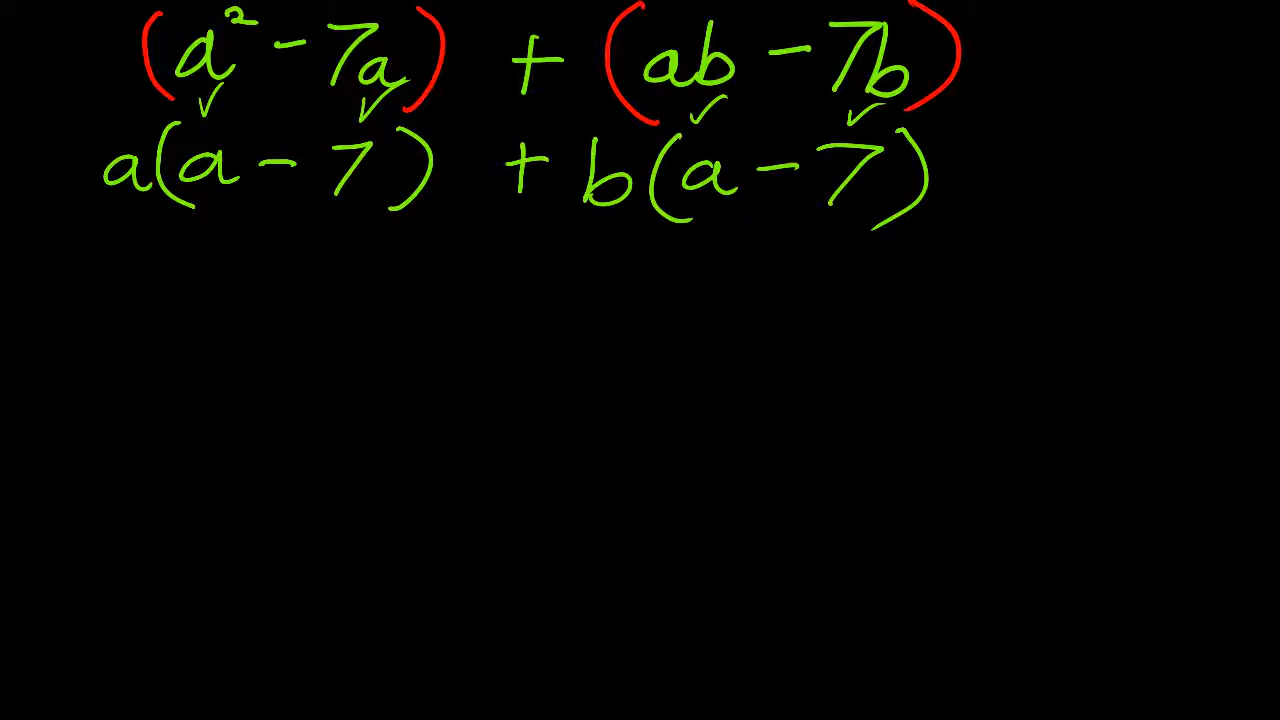 (a² - 7a) + (ab - 7b)
a(a - 7) + b(a - 7)